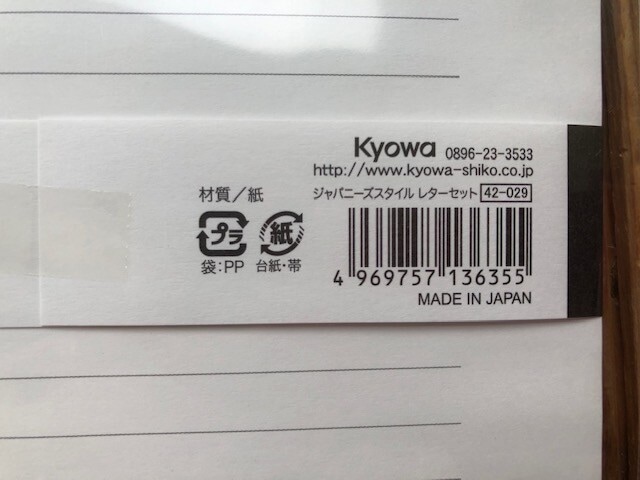 Kyowa 0896-23-3533
http://www.kyowa-shiko.co.jp
材質／紙
ジャパニーズスタイル レターセット 42-029
プラ
紙
袋：PP
台紙・帯
4 969757 136355
MADE IN JAPAN